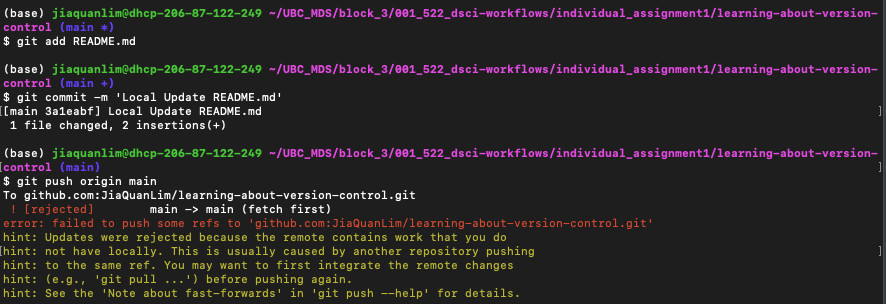 (base) jiaquanlim@dhcp-206-87-122-249 ~/UBC_MDS/block_3/001_522_dsci-workflows/individual_assignment1/learning-about-version-
control (main *)
$ git add README.md
(base) jiaquanlim@dhcp-206-87-122-249 ~/UBC_MDS/block_3/001_522_dsci-workflows/individual_assignment1/learning-about-version-
control (main +)
$ git commit -m 'Local Update README.md'
[[main 3a1eabf] Local Update README.md ]
1 file changed, 2 insertions(+)
(base) jiaquanlim@dhcp-206-87-122-249 ~/UBC_MDS/block_3/001_522_dsci-workflows/individual_assignment1/learning-about-version-
[control (main) ]
$ git push origin main
To github.com:JiaQuanLim/learning-about-version-control.git
! [rejected] main -> main (fetch first)
error: failed to push some refs to 'github.com:JiaQuanLim/learning-about-version-control.git'
hint: Updates were rejected because the remote contains work that you do
[hint: not have locally. This is usually caused by another repository pushing ]
hint: to the same ref. You may want to first integrate the remote changes
hint: (e.g., 'git pull ...') before pushing again.
hint: See the 'Note about fast-forwards' in 'git push --help' for details.